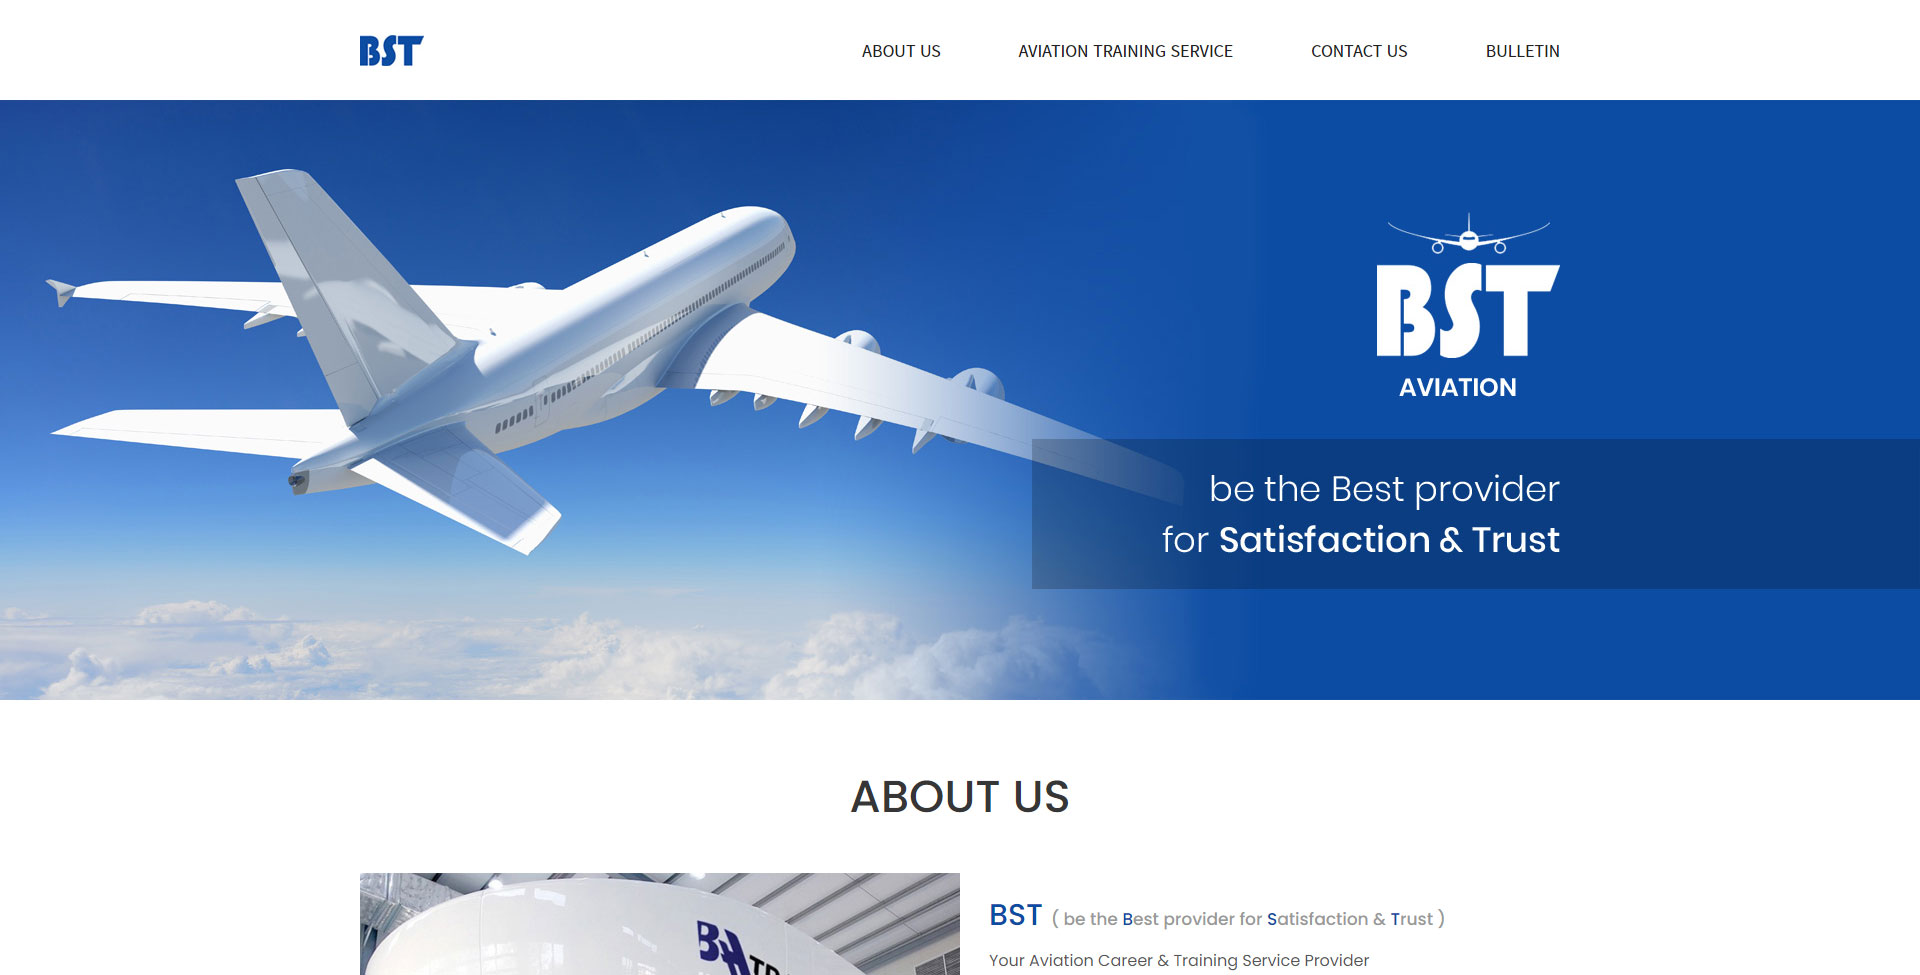 BST
ABOUT US
AVIATION TRAINING SERVICE
CONTACT US
BULLETIN
BST
AVIATION
be the Best provider
for Satisfaction & Trust
ABOUT US
BST ( be the Best provider for Satisfaction & Trust )
Your Aviation Career & Training Service Provider